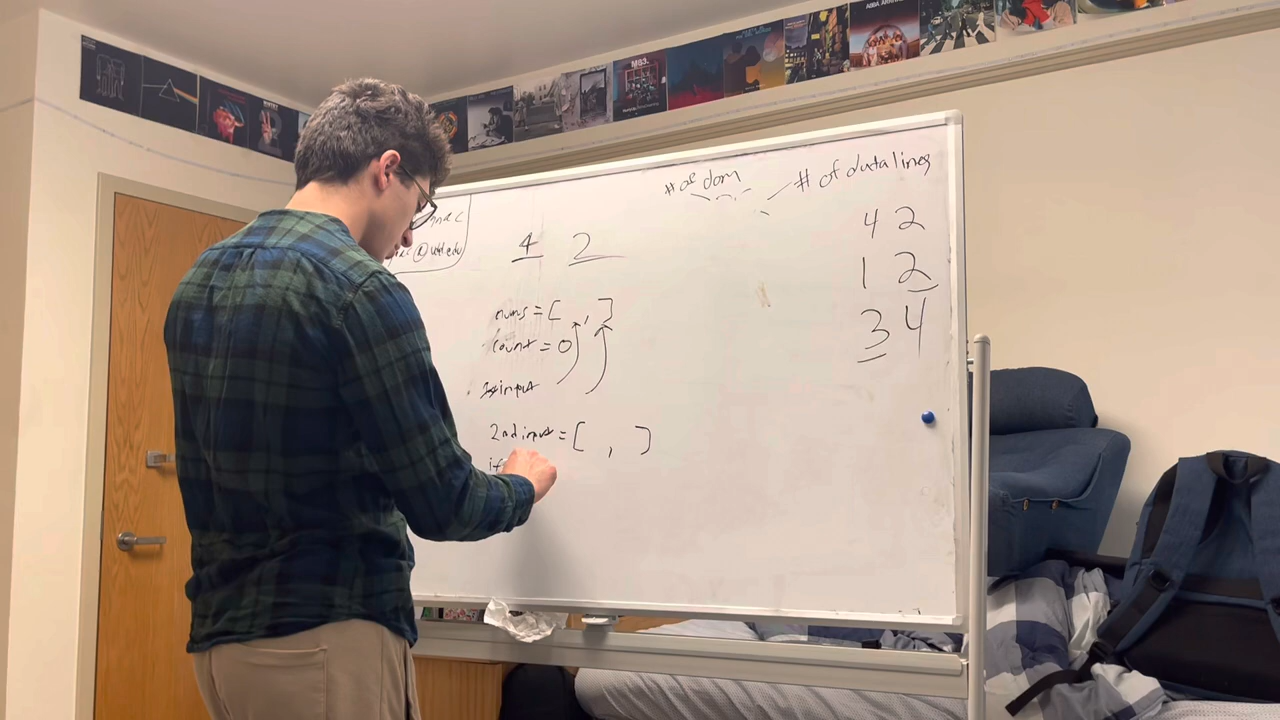 # of dom
# of data lines
4 2
4 2
1 2
3 4
nums = [ , ]
count = 0
input
2nd input = [ , ]
if
M83.